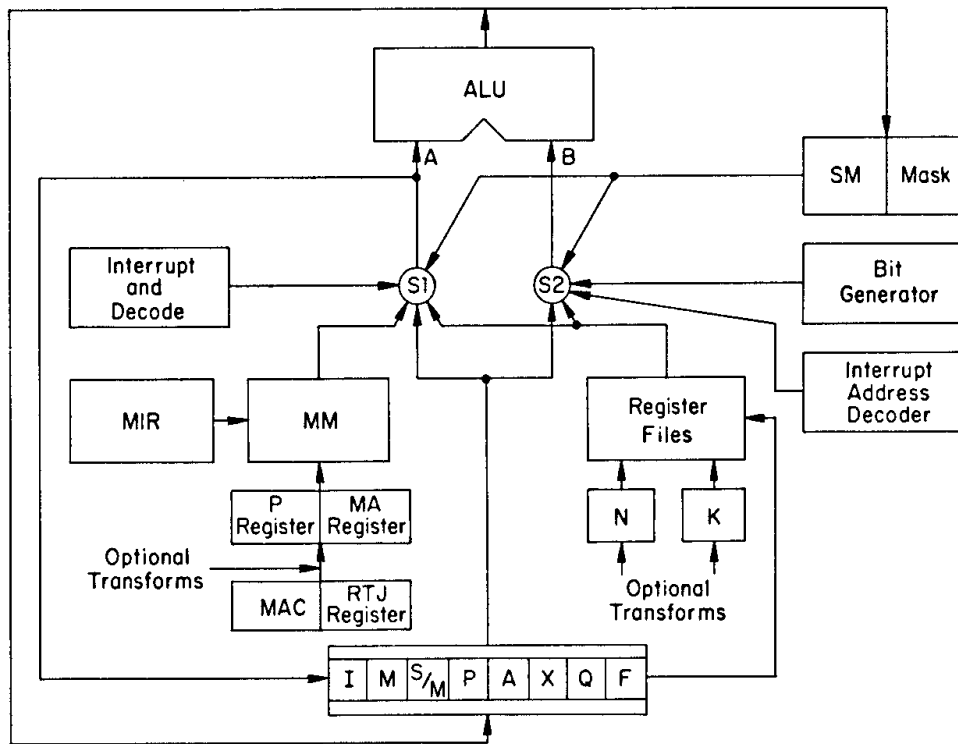 ALU
A
B
SM
Mask
Interrupt
and
Decode
S1
S2
Bit
Generator
MIR
MM
Register
Files
Interrupt
Address
Decoder
P
Register
MA
Register
N
K
Optional
Transforms
MAC
RTJ
Register
Optional
Transforms
I
M
S/M
P
A
X
Q
F